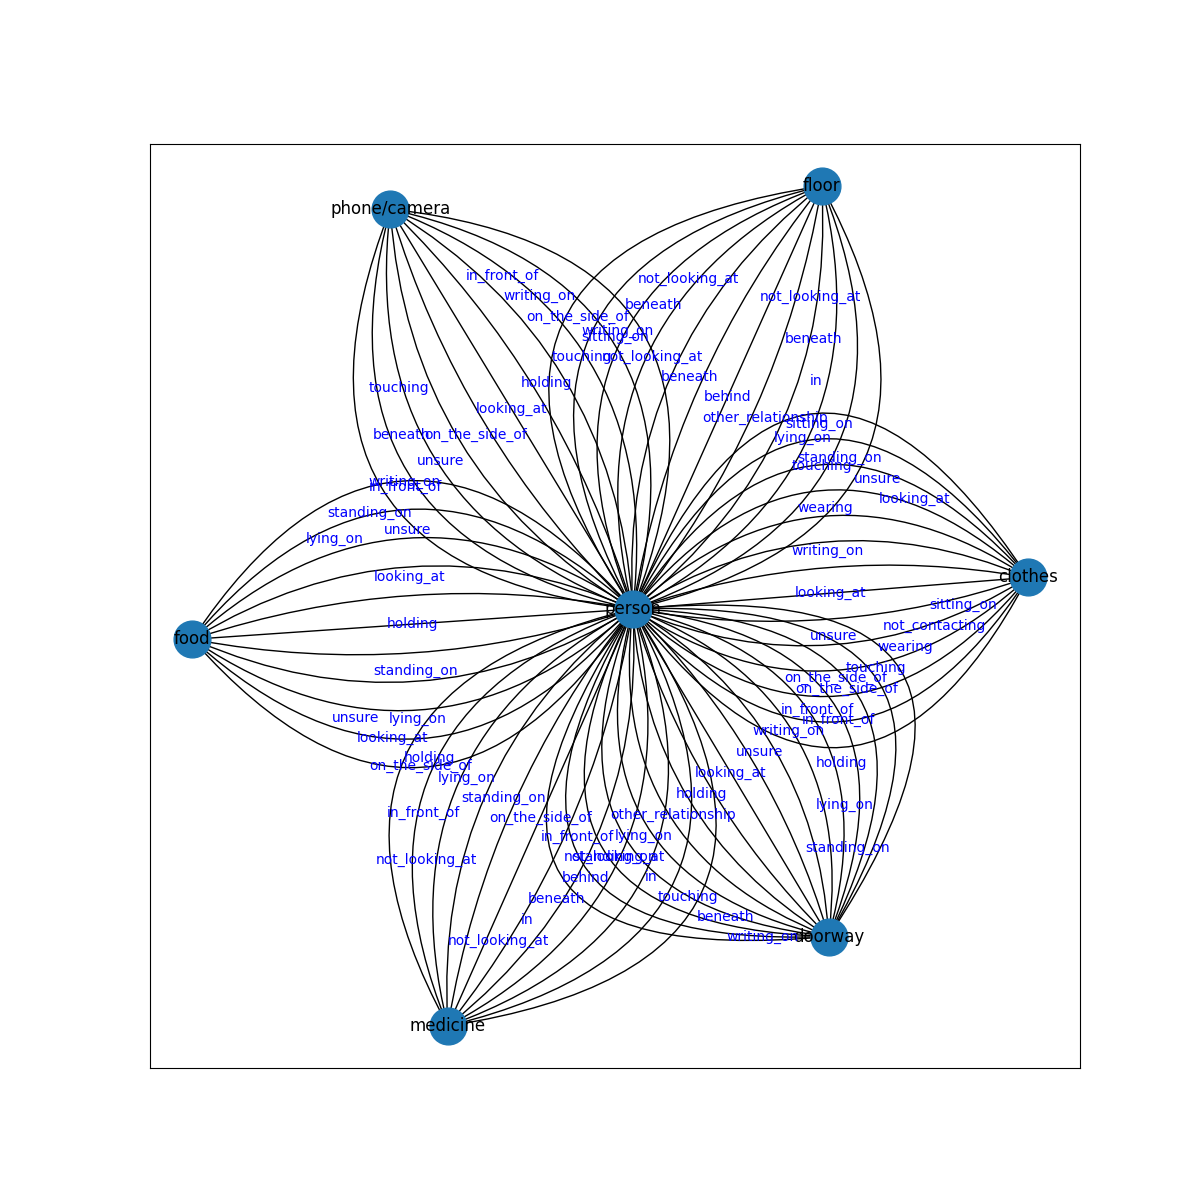 floor
phone/camera
in_front_of
not_looking_at
writing_on
not_looking_at
beneath
on_the_side_of
writing_on
sitting_on
beneath
touching
not_looking_at
beneath
in
holding
touching
behind
looking_at
other_relationship
sitting_on
beneath
on_the_side_of
lying_on
standing_on
unsure
touching
writing_on
in_front_of
unsure
looking_at
standing_on
wearing
unsure
lying_on
writing_on
looking_at
clothes
looking_at
sitting_on
person
holding
not_contacting
unsure
food
wearing
standing_on
touching
on_the_side_of
on_the_side_of
unsure
lying_on
in_front_of
in_front_of
writing_on
looking_at
unsure
holding
on_the_side_of
holding
looking_at
lying_on
holding
standing_on
lying_on
in_front_of
on_the_side_of
other_relationship
in_front_of
lying_on
standing_on
not_looking_at
not_looking_at
standing_on
behind
in
beneath
touching
in
beneath
not_looking_at
writing_on
doorway
medicine